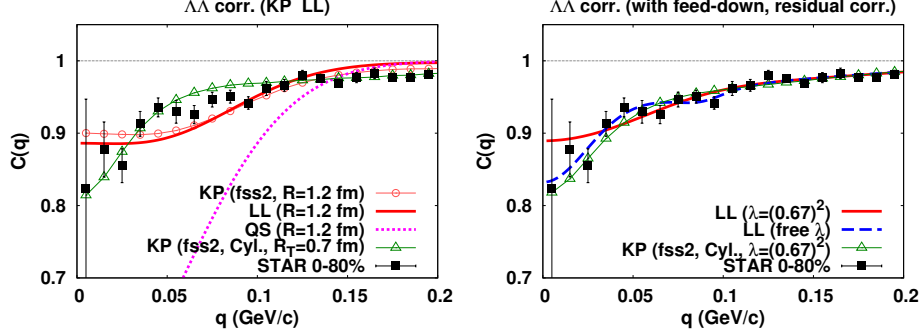 ΛΛ corr. (KP LL)
1
0.9
0.8
0.7
C(q)
KP (fss2, R=1.2 fm)
LL (R=1.2 fm)
QS (R=1.2 fm)
KP (fss2, Cyl., R_T=0.7 fm)
STAR 0-80%
0 0.05 0.1 0.15 0.2
q (GeV/c)
ΛΛ corr. (with feed-down, residual corr.)
1
0.9
0.8
0.7
C(q)
LL (λ=(0.67)²)
LL (free λ)
KP (fss2, Cyl., λ=(0.67)²)
STAR 0-80%
0 0.05 0.1 0.15 0.2
q (GeV/c)